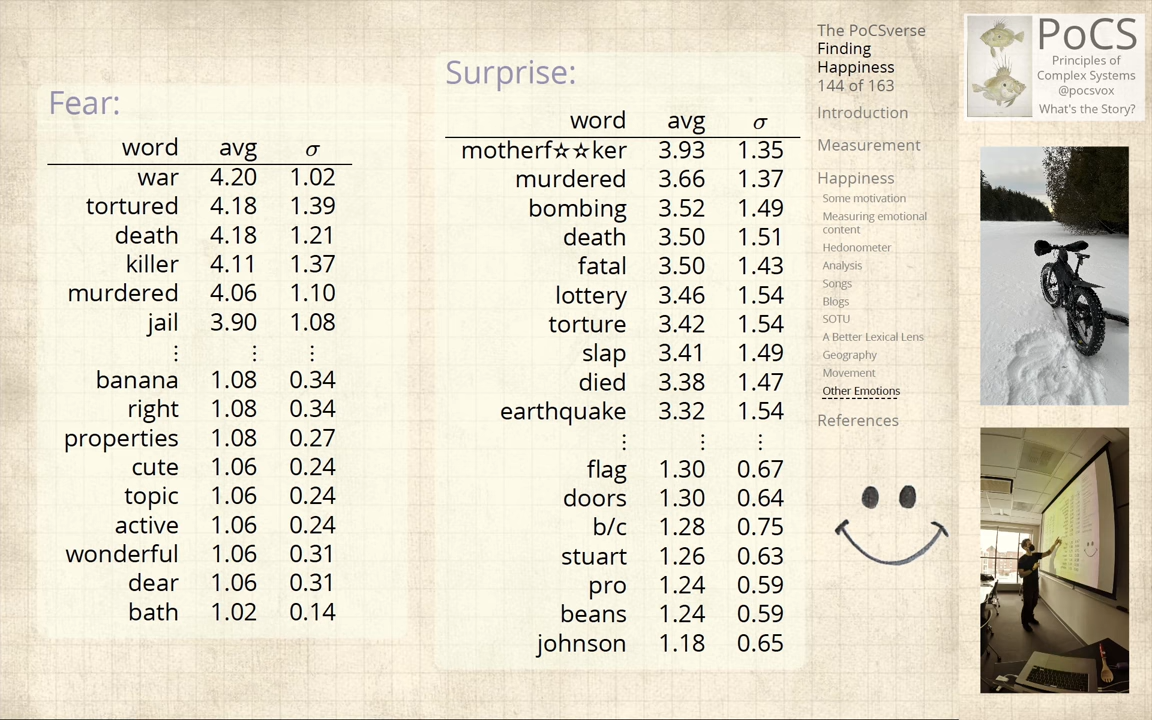 Fear:
word avg σ
war 4.20 1.02
tortured 4.18 1.39
death 4.18 1.21
killer 4.11 1.37
murdered 4.06 1.10
jail 3.90 1.08
⋮ ⋮ ⋮
banana 1.08 0.34
right 1.08 0.34
properties 1.08 0.27
cute 1.06 0.24
topic 1.06 0.24
active 1.06 0.24
wonderful 1.06 0.31
dear 1.06 0.31
bath 1.02 0.14
Surprise:
word avg σ
motherf☆☆ker 3.93 1.35
murdered 3.66 1.37
bombing 3.52 1.49
death 3.50 1.51
fatal 3.50 1.43
lottery 3.46 1.54
torture 3.42 1.54
slap 3.41 1.49
died 3.38 1.47
earthquake 3.32 1.54
⋮ ⋮ ⋮
flag 1.30 0.67
doors 1.30 0.64
b/c 1.28 0.75
stuart 1.26 0.63
pro 1.24 0.59
beans 1.24 0.59
johnson 1.18 0.65
The PoCSverse
Finding
Happiness
144 of 163
Introduction
Measurement
Happiness
Some motivation
Measuring emotional
content
Hedonometer
Analysis
Songs
Blogs
SOTU
A Better Lexical Lens
Geography
Movement
Other Emotions
References
PoCS
Principles of
Complex Systems
@pocsvox
What's the Story?